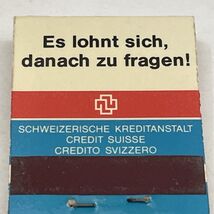 Es lohnt sich,
danach zu fragen!
SCHWEIZERISCHE KREDITANSTALT
CREDIT SUISSE
CREDITO SVIZZERO